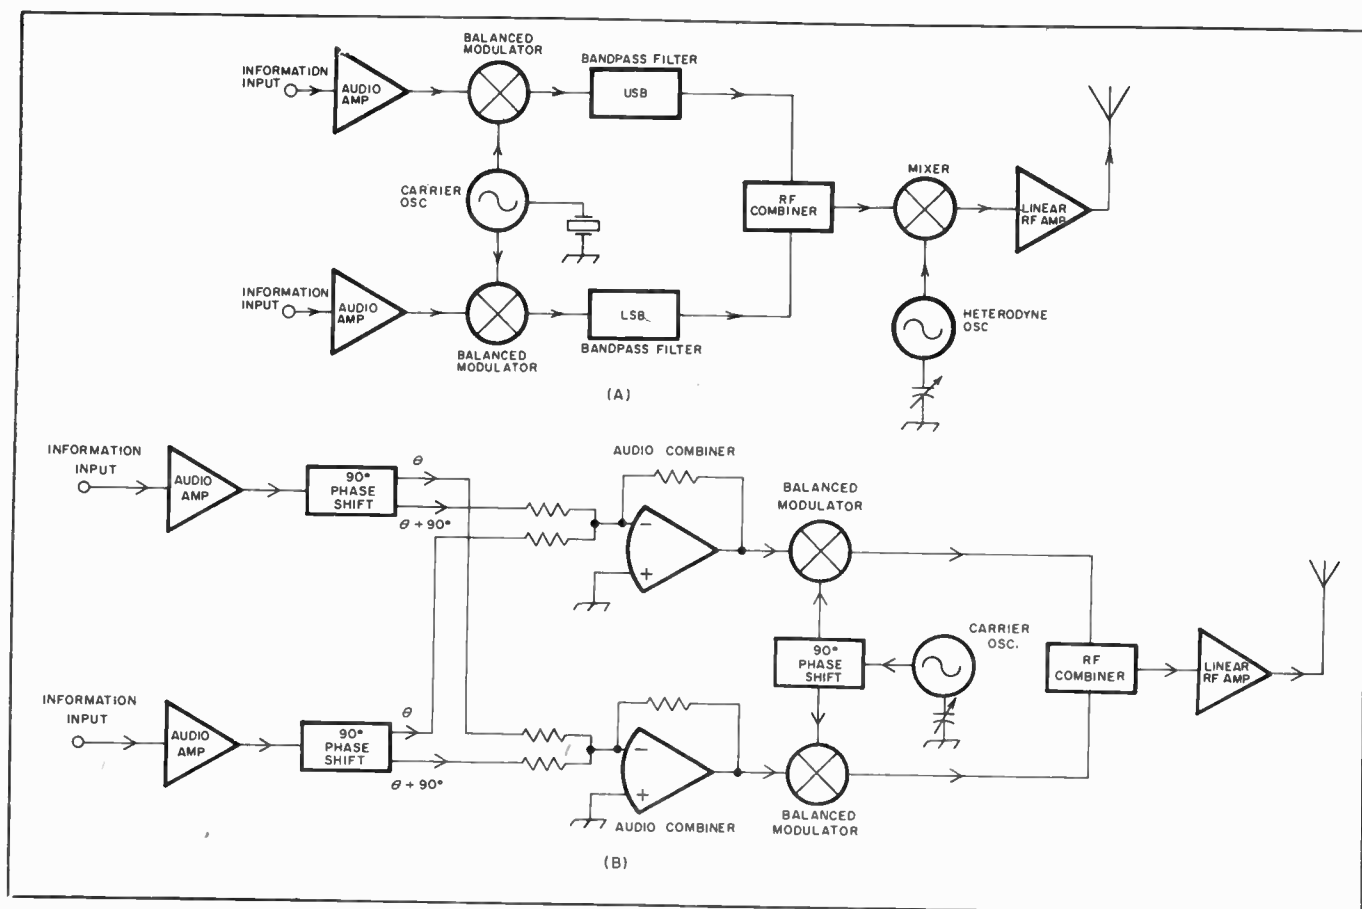 BALANCED
MODULATOR
BANDPASS FILTER
INFORMATION
INPUT
AUDIO
AMP
USB
CARRIER
OSC
RF
COMBINER
MIXER
LINEAR
RF AMP
INFORMATION
INPUT
AUDIO
AMP
LSB
BANDPASS FILTER
BALANCED
MODULATOR
HETERODYNE
OSC
(A)
INFORMATION
INPUT
AUDIO
AMP
90°
PHASE
SHIFT
θ
θ + 90°
AUDIO COMBINER
−
+
BALANCED
MODULATOR
90°
PHASE
SHIFT
CARRIER
OSC.
RF
COMBINER
LINEAR
RF AMP
INFORMATION
INPUT
AUDIO
AMP
90°
PHASE
SHIFT
θ
θ + 90°
−
+
AUDIO COMBINER
BALANCED
MODULATOR
(B)